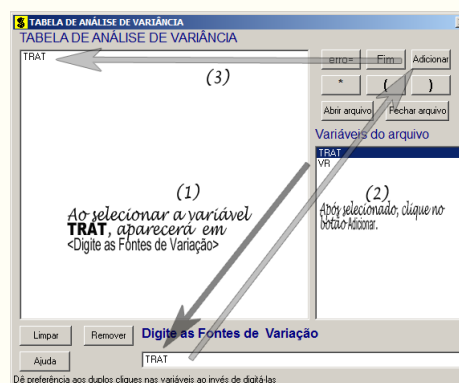 TABELA DE ANÁLISE DE VARIÂNCIA
TABELA DE ANÁLISE DE VARIÂNCIA
TRAT
(3)
erro= Fim Adicionar
* ( )
Abrir arquivo Fechar arquivo
Variáveis do arquivo
TRAT
VR
(1)
Ao selecionar a variável
TRAT, aparecerá em
<Digite as Fontes de Variação>
(2)
Após selecionado, clique no
botão Adicionar.
Limpar Remover Digite as Fontes de Variação
Ajuda TRAT
Dê preferência aos duplos cliques nas variáveis ao invés de digitá-las